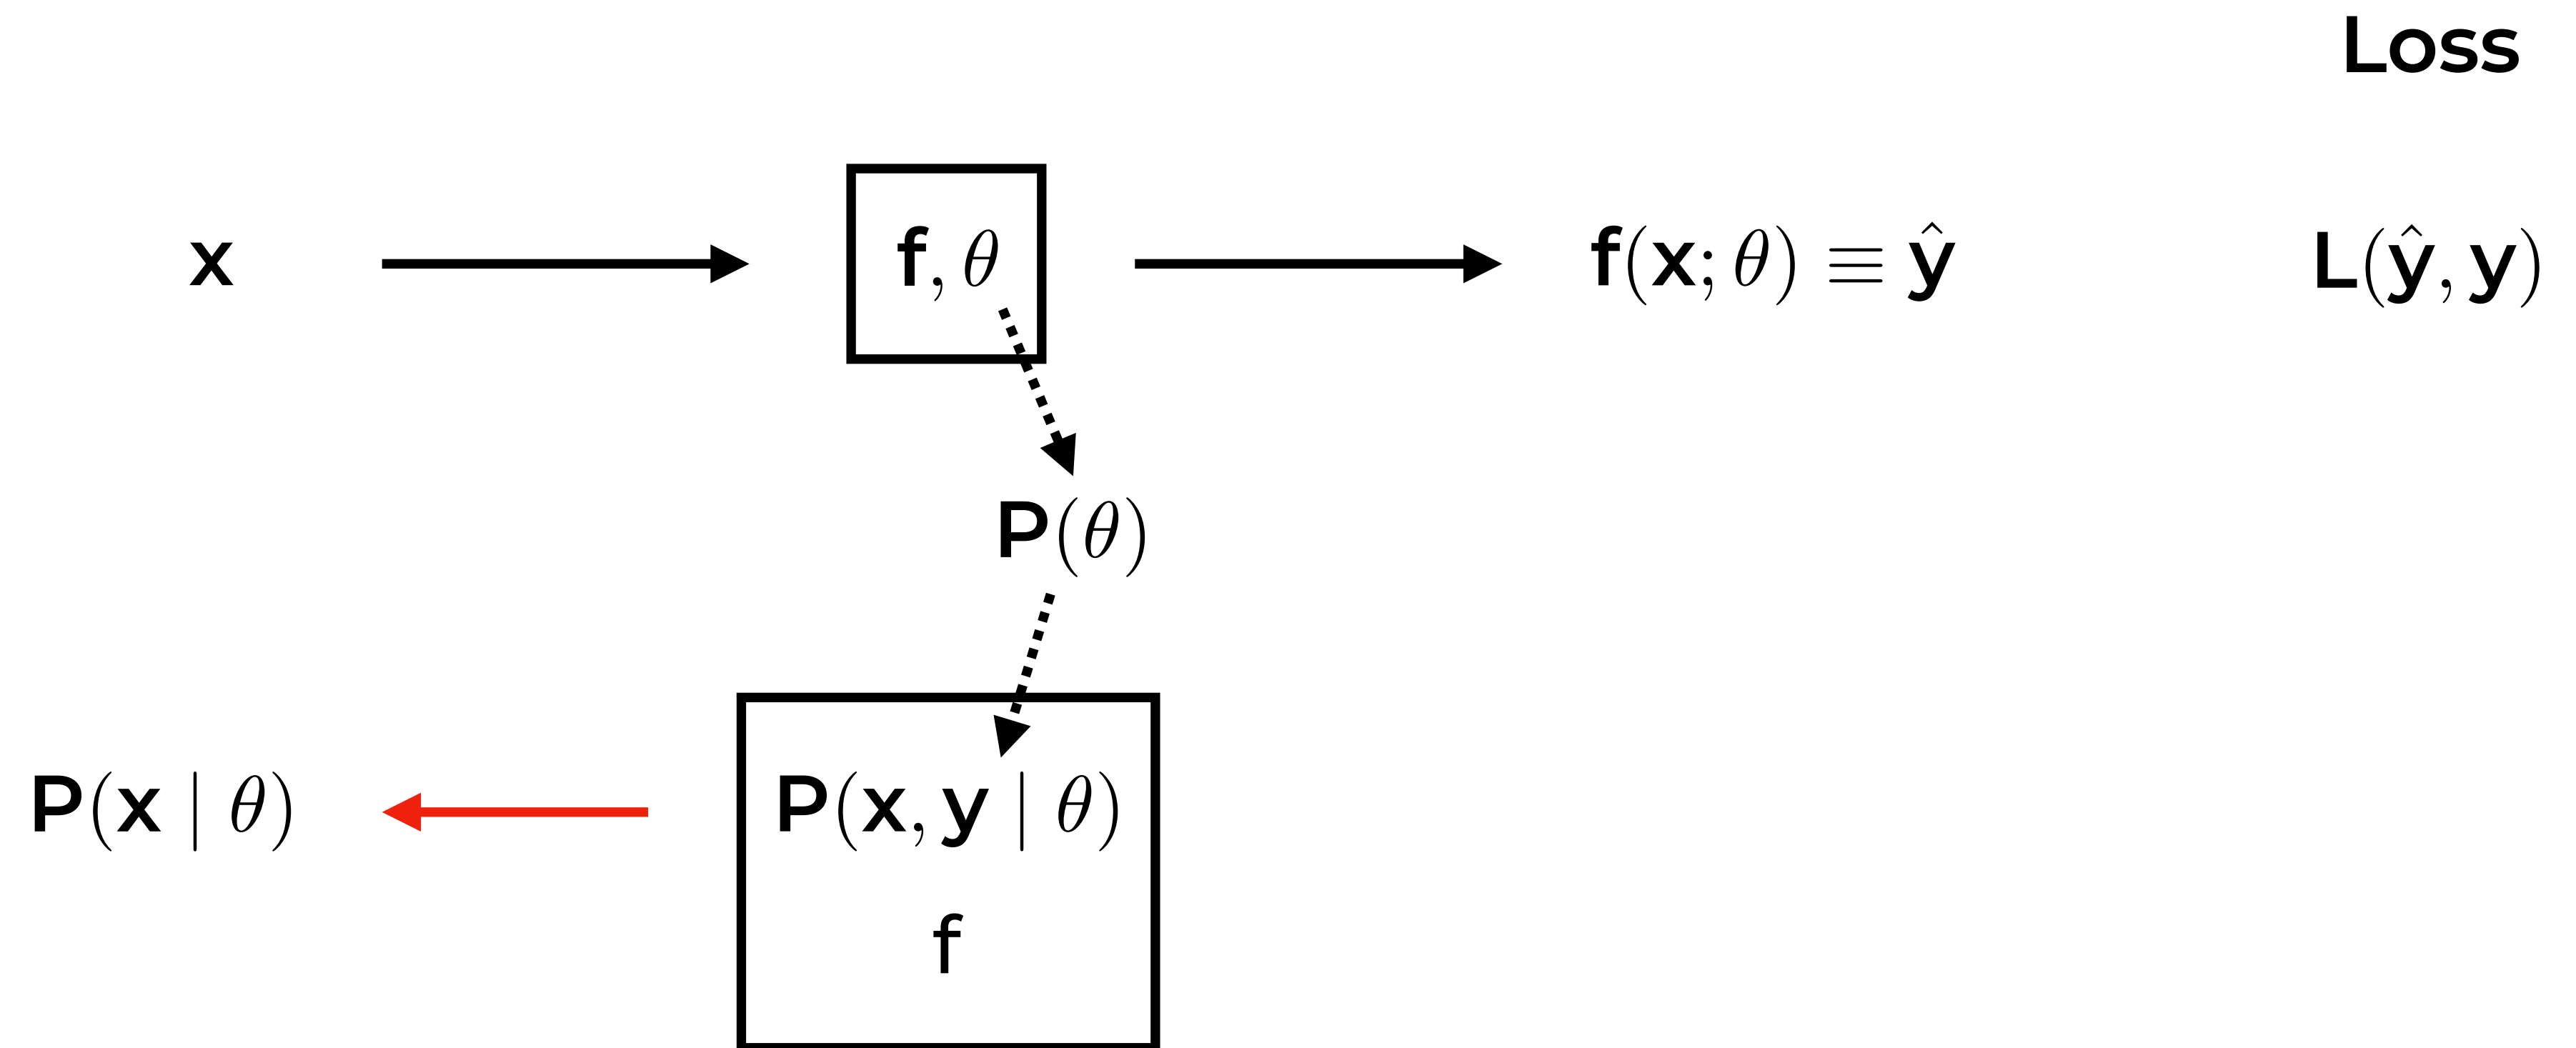 Loss
x f, θ f(x; θ) ≡ ŷ L(ŷ, y)
P(θ)
P(x | θ) P(x, y | θ)
f